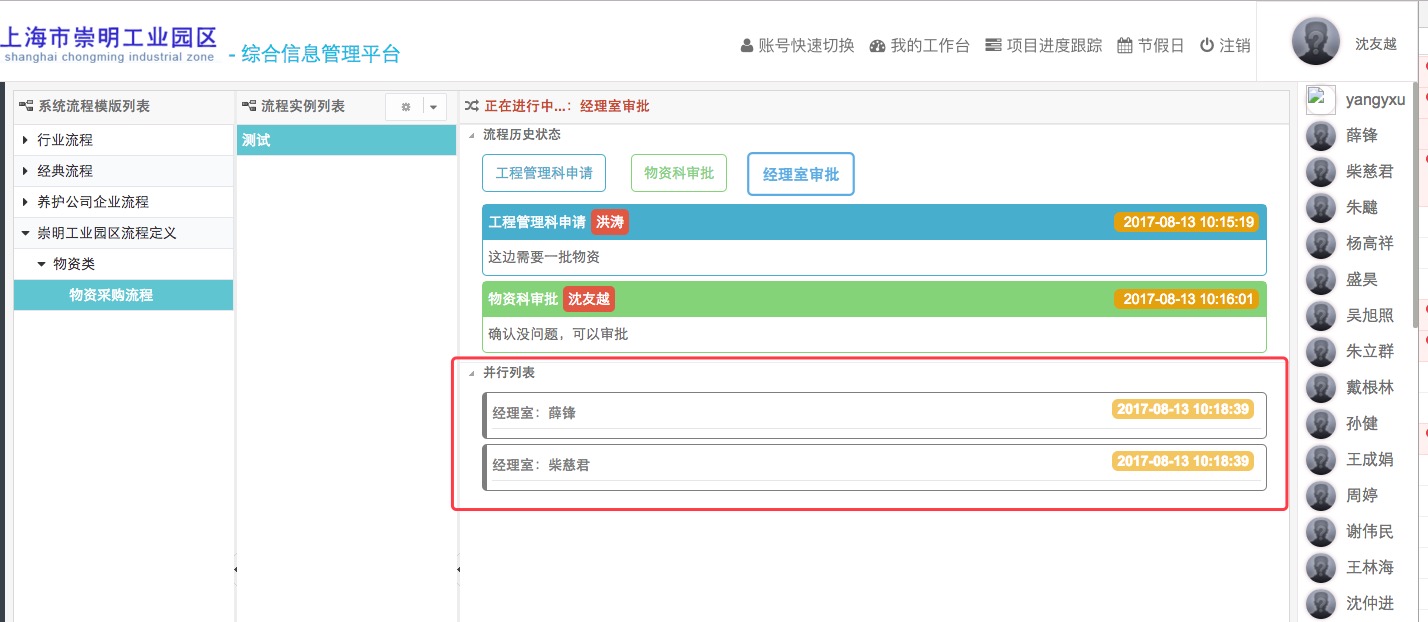 上海市崇明工业园区
shanghai chongming industrial zone
- 综合信息管理平台
账号快速切换 我的工作台 项目进度跟踪 节假日 注销
沈友越
系统流程模版列表
行业流程
经典流程
养护公司企业流程
崇明工业园区流程定义
物资类
物资采购流程
流程实例列表
测试
正在进行中...：经理室审批
流程历史状态
工程管理科申请 物资科审批 经理室审批
工程管理科申请 洪涛 2017-08-13 10:15:19
这边需要一批物资
物资科审批 沈友越 2017-08-13 10:16:01
确认没问题，可以审批
并行列表
经理室：薛锋 2017-08-13 10:18:39
经理室：柴慈君 2017-08-13 10:18:39
yangyxu
薛锋
柴慈君
杨高祥
盛昊
吴旭照
朱立群
戴根林
孙健
王成娟
周婷
谢伟民
王林海
沈仲进